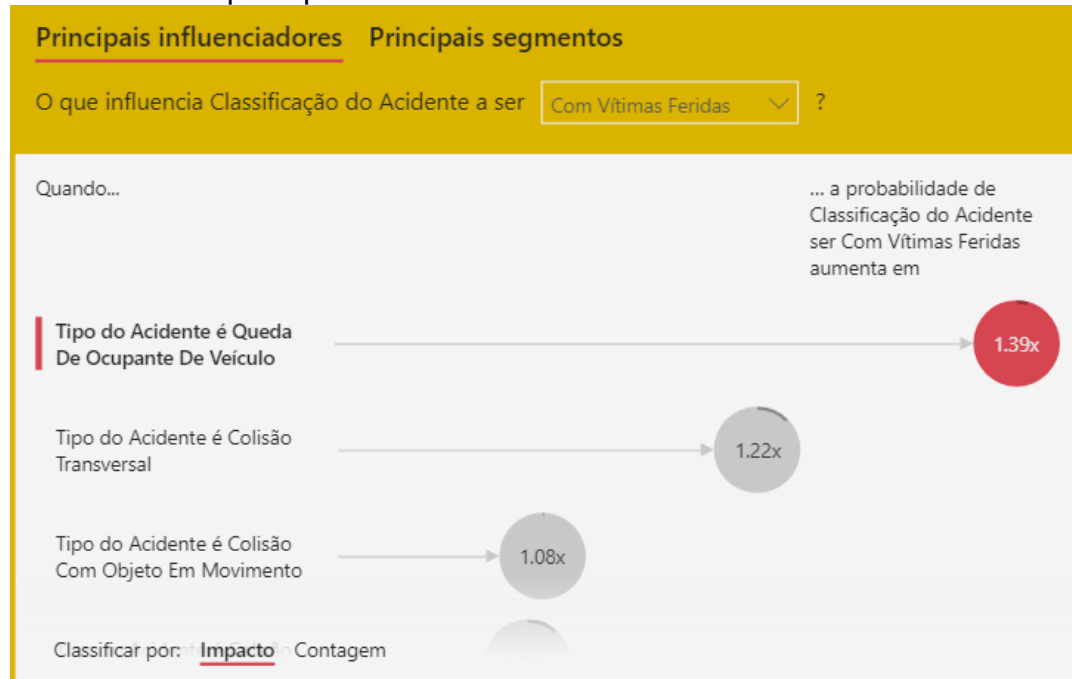 Principais influenciadores Principais segmentos
O que influencia Classificação do Acidente a ser Com Vítimas Feridas ?
Quando...
... a probabilidade de
Classificação do Acidente
ser Com Vítimas Feridas
aumenta em
Tipo do Acidente é Queda
De Ocupante De Veículo
1.39x
Tipo do Acidente é Colisão
Transversal
1.22x
Tipo do Acidente é Colisão
Com Objeto Em Movimento
1.08x
Classificar por: Impacto Contagem